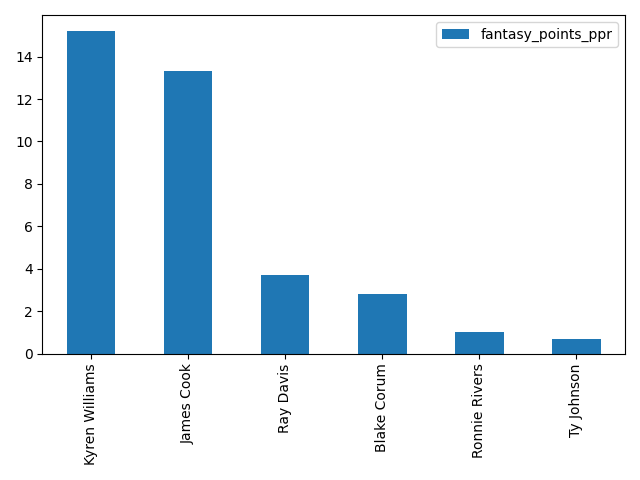 fantasy_points_ppr
14
12
10
8
6
4
2
0
Kyren Williams
James Cook
Ray Davis
Blake Corum
Ronnie Rivers
Ty Johnson